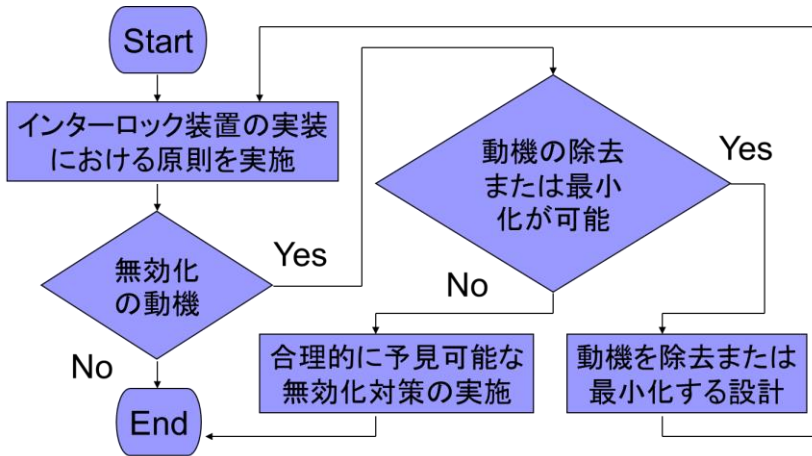 Start
インターロック装置の実装
における原則を実施
無効化
の動機
Yes
No
End
動機の除去
または最小
化が可能
Yes
No
合理的に予見可能な
無効化対策の実施
動機を除去または
最小化する設計